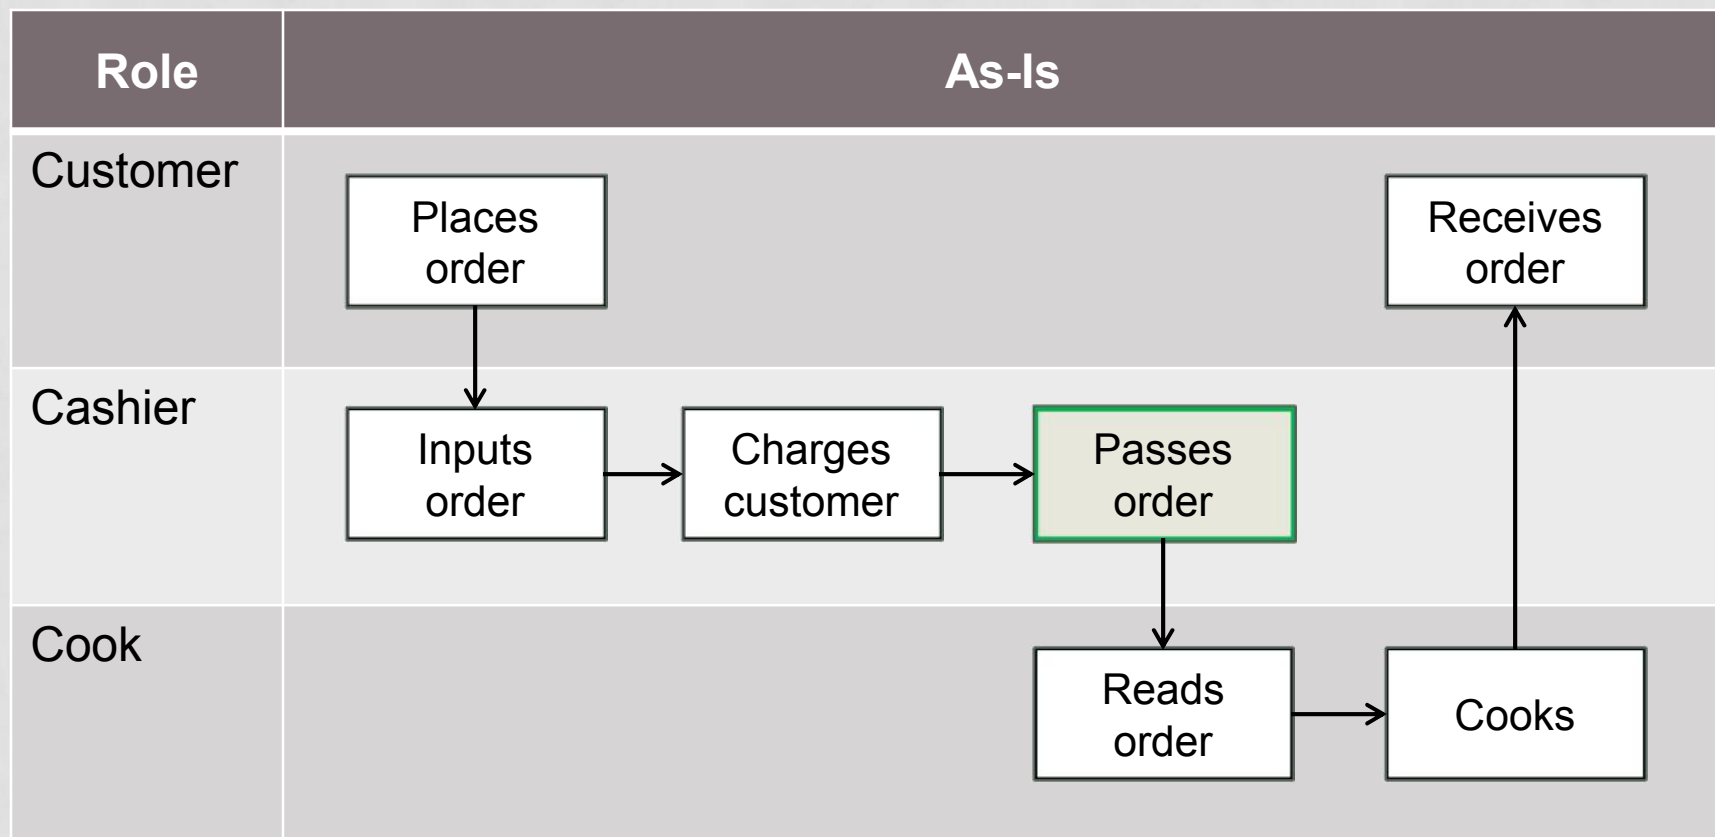 Role
As-Is
Customer
Places
order
Receives
order
Cashier
Inputs
order
Charges
customer
Passes
order
Cook
Reads
order
Cooks